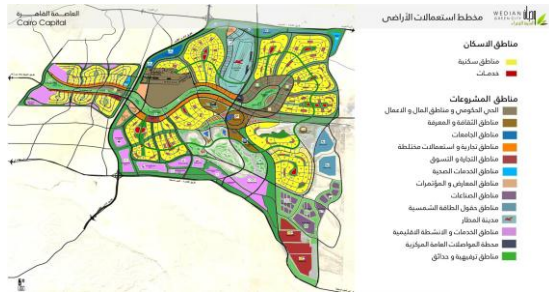 العاصمة القاهرة
Cairo Capital
مخطط استعمالات الأراضي
WEDIAN
مناطق الاسكان
مناطق سكنية
خدمات
مناطق المشروعات
الحي الحكومي و مناطق المال و الاعمال
مناطق الثقافة و المعرفة
مناطق الجامعات
مناطق تجارية و استعمالات مختلطة
مناطق التجارة و التسوق
مناطق الخدمات الصحية
مناطق المعارض و المؤتمرات
مناطق الصناعات
مناطق حقول الطاقة الشمسية
مدينة المطار
مناطق الخدمات و الانشطة الاقليمية
محطة المواصلات العامة المركزية
مناطق ترفيهية و حدائق